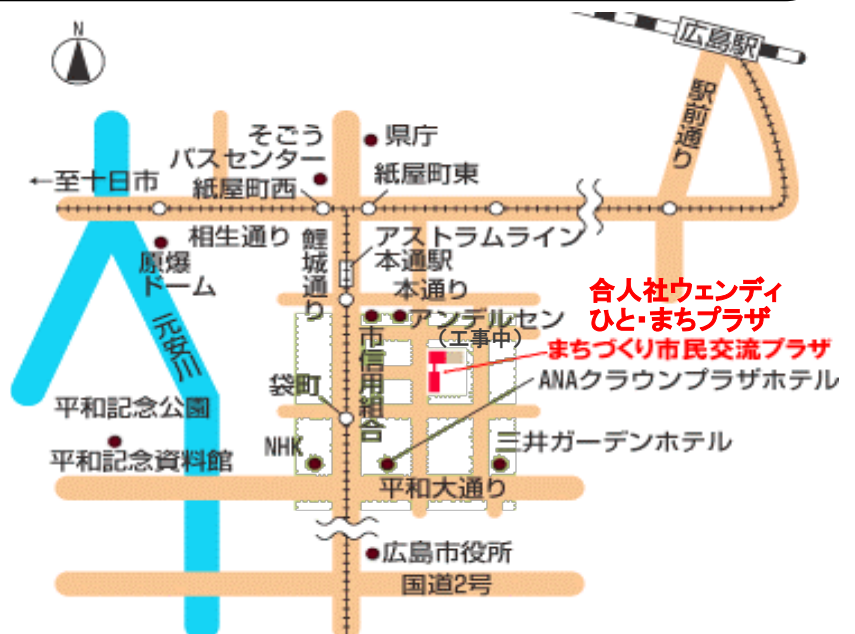 N
広島駅
駅前通り
そごう
バスセンター
県庁
←至十日市
紙屋町西
紙屋町東
相生通り
鯉城通り
アストラムライン
本通駅
原爆
ドーム
本通り
合人社ウェンディ
ひと・まちプラザ
元安川
アンデルセン
(工事中)
市信用組合
まちづくり市民交流プラザ
袋町
ANAクラウンプラザホテル
平和記念公園
NHK
三井ガーデンホテル
平和記念資料館
平和大通り
広島市役所
国道2号